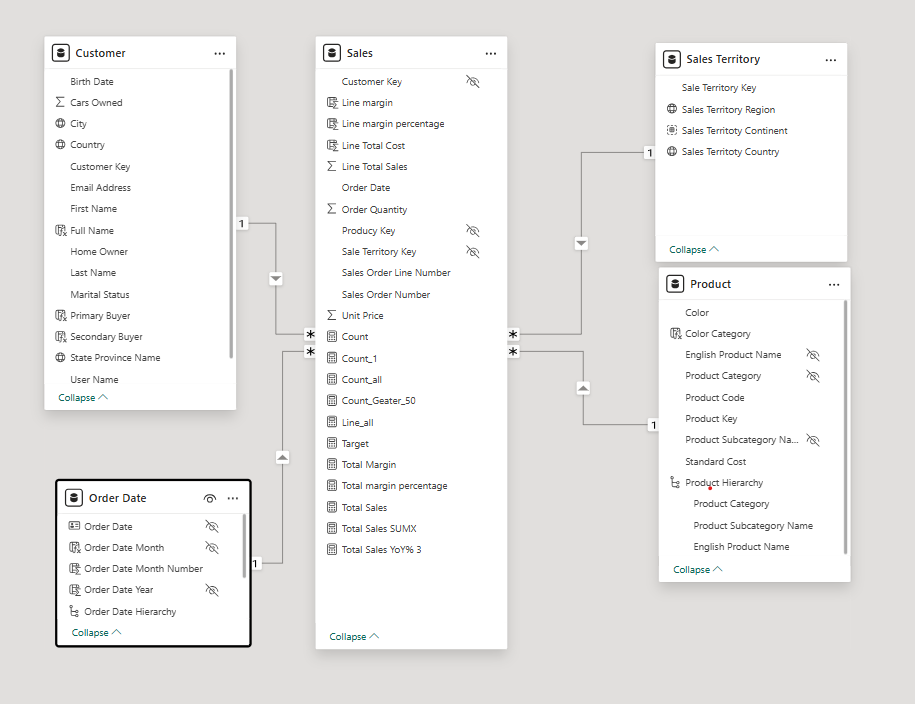 Customer
Birth Date
Cars Owned
City
Country
Customer Key
Email Address
First Name
Full Name
Home Owner
Last Name
Marital Status
Primary Buyer
Secondary Buyer
State Province Name
User Name
Collapse
1
Order Date
Order Date
Order Date Month
Order Date Month Number
Order Date Year
Order Date Hierarchy
Collapse
1
Sales
Customer Key
Line margin
Line margin percentage
Line Total Cost
Line Total Sales
Order Date
Order Quantity
Producy Key
Sale Territory Key
Sales Order Line Number
Sales Order Number
Unit Price
Count
Count_1
Count_all
Count_Geater_50
Line_all
Target
Total Margin
Total margin percentage
Total Sales
Total Sales SUMX
Total Sales YoY% 3
Collapse
*
*
*
*
Sales Territory
Sale Territory Key
Sales Territory Region
Sales Territoty Continent
Sales Territoty Country
Collapse
1
Product
Color
Color Category
English Product Name
Product Category
Product Code
Product Key
Product Subcategory Na...
Standard Cost
Product Hierarchy
Product Category
Product Subcategory Name
English Product Name
Collapse
1